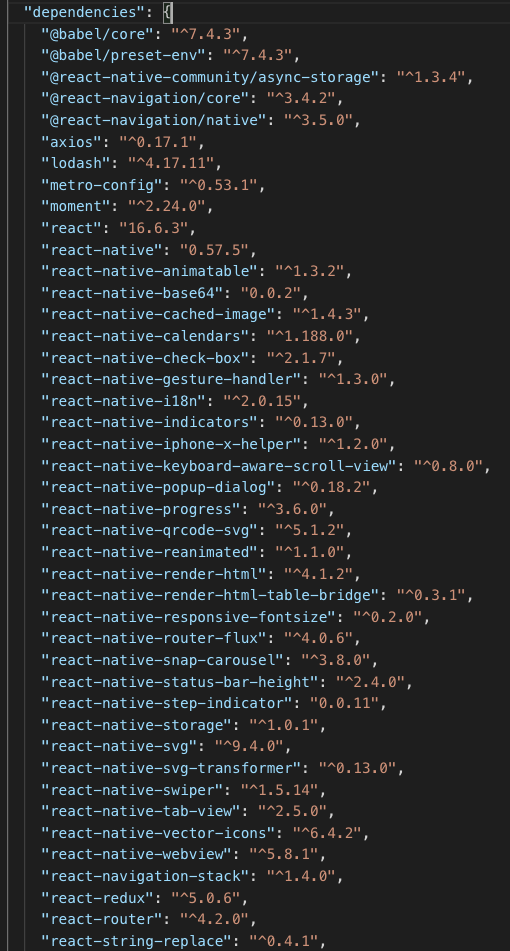 "dependencies": {
"@babel/core": "^7.4.3",
"@babel/preset-env": "^7.4.3",
"@react-native-community/async-storage": "^1.3.4",
"@react-navigation/core": "^3.4.2",
"@react-navigation/native": "^3.5.0",
"axios": "^0.17.1",
"lodash": "^4.17.11",
"metro-config": "^0.53.1",
"moment": "^2.24.0",
"react": "16.6.3",
"react-native": "0.57.5",
"react-native-animatable": "^1.3.2",
"react-native-base64": "0.0.2",
"react-native-cached-image": "^1.4.3",
"react-native-calendars": "^1.188.0",
"react-native-check-box": "^2.1.7",
"react-native-gesture-handler": "^1.3.0",
"react-native-i18n": "^2.0.15",
"react-native-indicators": "^0.13.0",
"react-native-iphone-x-helper": "^1.2.0",
"react-native-keyboard-aware-scroll-view": "^0.8.0",
"react-native-popup-dialog": "^0.18.2",
"react-native-progress": "^3.6.0",
"react-native-qrcode-svg": "^5.1.2",
"react-native-reanimated": "^1.1.0",
"react-native-render-html": "^4.1.2",
"react-native-render-html-table-bridge": "^0.3.1",
"react-native-responsive-fontsize": "^0.2.0",
"react-native-router-flux": "^4.0.6",
"react-native-snap-carousel": "^3.8.0",
"react-native-status-bar-height": "^2.4.0",
"react-native-step-indicator": "0.0.11",
"react-native-storage": "^1.0.1",
"react-native-svg": "^9.4.0",
"react-native-svg-transformer": "^0.13.0",
"react-native-swiper": "^1.5.14",
"react-native-tab-view": "^2.5.0",
"react-native-vector-icons": "^6.4.2",
"react-native-webview": "^5.8.1",
"react-navigation-stack": "^1.4.0",
"react-redux": "^5.0.6",
"react-router": "^4.2.0",
"react-string-replace": "^0.4.1",